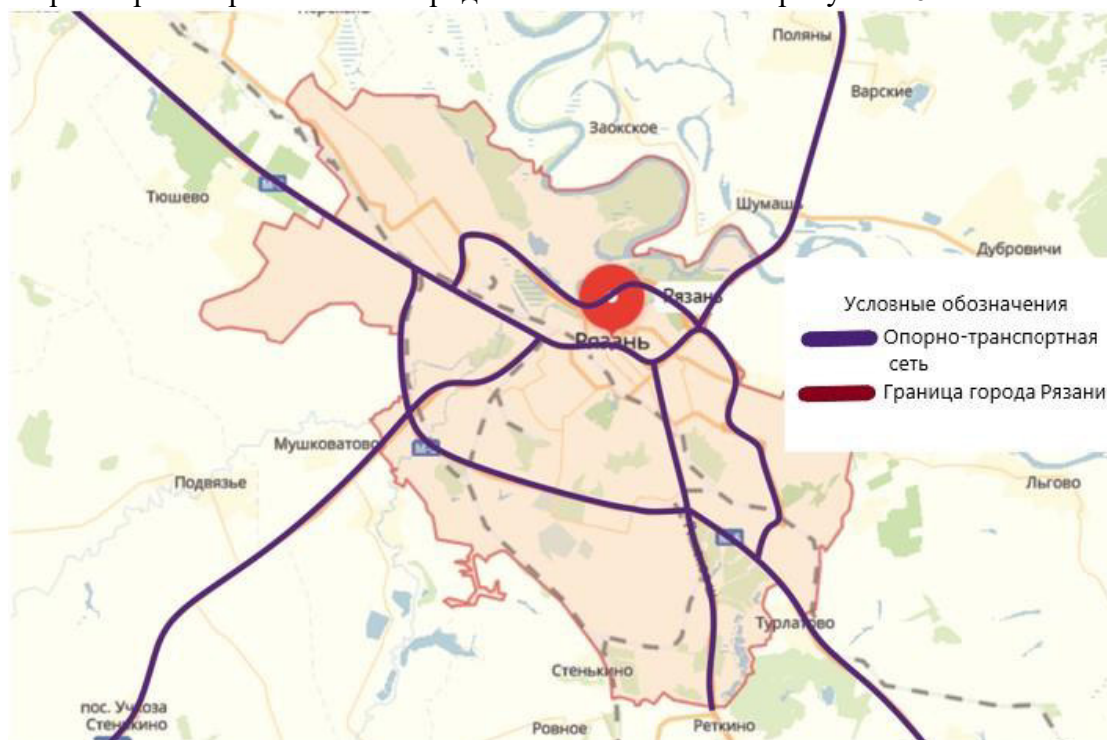 Поляны
Варские
Заокское
Тюшево
Шумашь
Дубровичи
Рязань
Рязань
Условные обозначения
Опорно-транспортная
сеть
Граница города Рязани
Мушковатово
Подвязье
Льгово
Турлатово
Стенькино
пос. Учхоза
Стенькино
Ровное
Реткино